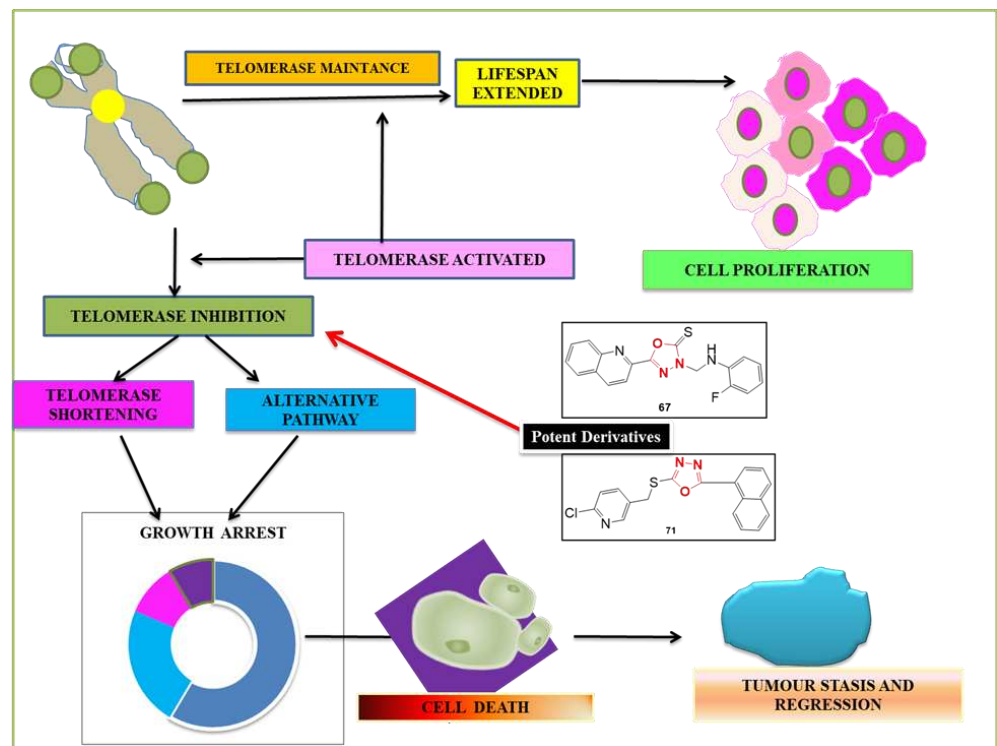 TELOMERASE MAINTANCE
LIFESPAN
EXTENDED
TELOMERASE ACTIVATED
CELL PROLIFERATION
TELOMERASE INHIBITION
TELOMERASE
SHORTENING
ALTERNATIVE
PATHWAY
N
O
S
N
N
H
N
F
67
Potent Derivatives
N
N
S
O
Cl
N
71
GROWTH ARREST
CELL DEATH
TUMOUR STASIS AND
REGRESSION